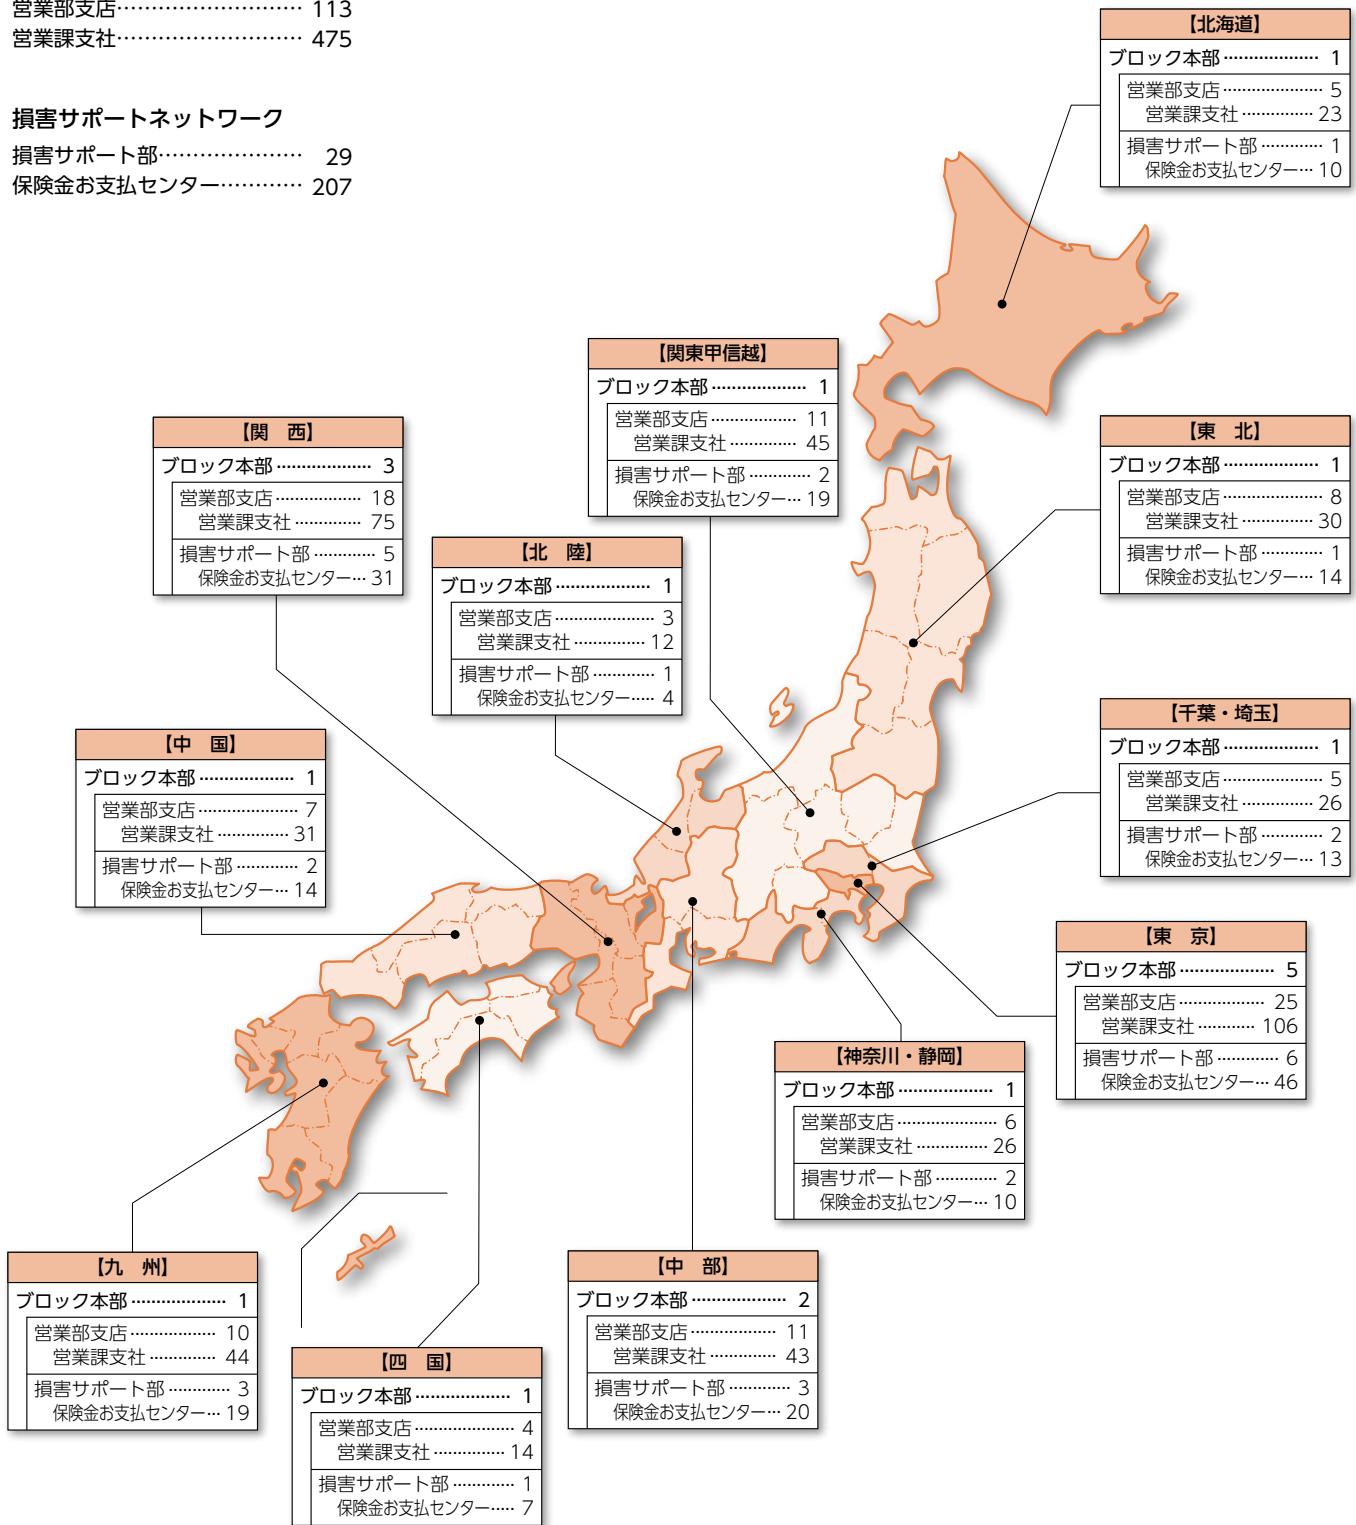 営業部支店………………………… 113
営業課支社………………………… 475
損害サポートネットワーク
損害サポート部………………… 29
保険金お支払センター………… 207
【北海道】
ブロック本部………………… 1
営業部支店………………… 5
営業課支社…………… 23
損害サポート部………… 1
保険金お支払センター… 10
【関東甲信越】
ブロック本部………………… 1
営業部支店……………… 11
営業課支社…………… 45
損害サポート部………… 2
保険金お支払センター… 19
【関　西】
ブロック本部………………… 3
営業部支店……………… 18
営業課支社…………… 75
損害サポート部………… 5
保険金お支払センター… 31
【東　北】
ブロック本部………………… 1
営業部支店………………… 8
営業課支社…………… 30
損害サポート部………… 1
保険金お支払センター… 14
【北　陸】
ブロック本部………………… 1
営業部支店………………… 3
営業課支社…………… 12
損害サポート部………… 1
保険金お支払センター…… 4
【千葉・埼玉】
ブロック本部………………… 1
営業部支店………………… 5
営業課支社…………… 26
損害サポート部………… 2
保険金お支払センター… 13
【中　国】
ブロック本部………………… 1
営業部支店………………… 7
営業課支社…………… 31
損害サポート部………… 2
保険金お支払センター… 14
【東　京】
ブロック本部………………… 5
営業部支店……………… 25
営業課支社………… 106
損害サポート部………… 6
保険金お支払センター… 46
【神奈川・静岡】
ブロック本部………………… 1
営業部支店………………… 6
営業課支社…………… 26
損害サポート部………… 2
保険金お支払センター… 10
【九　州】
ブロック本部………………… 1
営業部支店……………… 10
営業課支社…………… 44
損害サポート部………… 3
保険金お支払センター… 19
【中　部】
ブロック本部………………… 2
営業部支店……………… 11
営業課支社…………… 43
損害サポート部………… 3
保険金お支払センター… 20
【四　国】
ブロック本部………………… 1
営業部支店………………… 4
営業課支社…………… 14
損害サポート部………… 1
保険金お支払センター…… 7